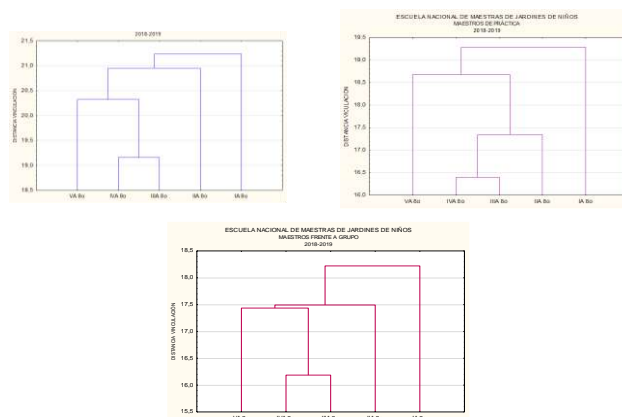 2018-2019
21,5
21,0
20,5
20,0
19,5
19,0
18,5
DISTANCIA VINCULACIÓN
VA 8o IVA 8o IIIA 8o IIA 8o IA 8o
ESCUELA NACIONAL DE MAESTRAS DE JARDINES DE NIÑOS
MAESTROS DE PRÁCTICA
2018-2019
19,5
19,0
18,5
18,0
17,5
17,0
16,5
16,0
DISTANCIA VICULACIÓN
VA 8o IVA 8o IIIA 8o IIA 8o IA 8o
ESCUELA NACIONAL DE MAESTRAS DE JARDINES DE NIÑOS
MAESTROS FRENTE A GRUPO
2018-2019
18,5
18,0
17,5
17,0
16,5
16,0
15,5
DISTANCIA VINCULACIÓN